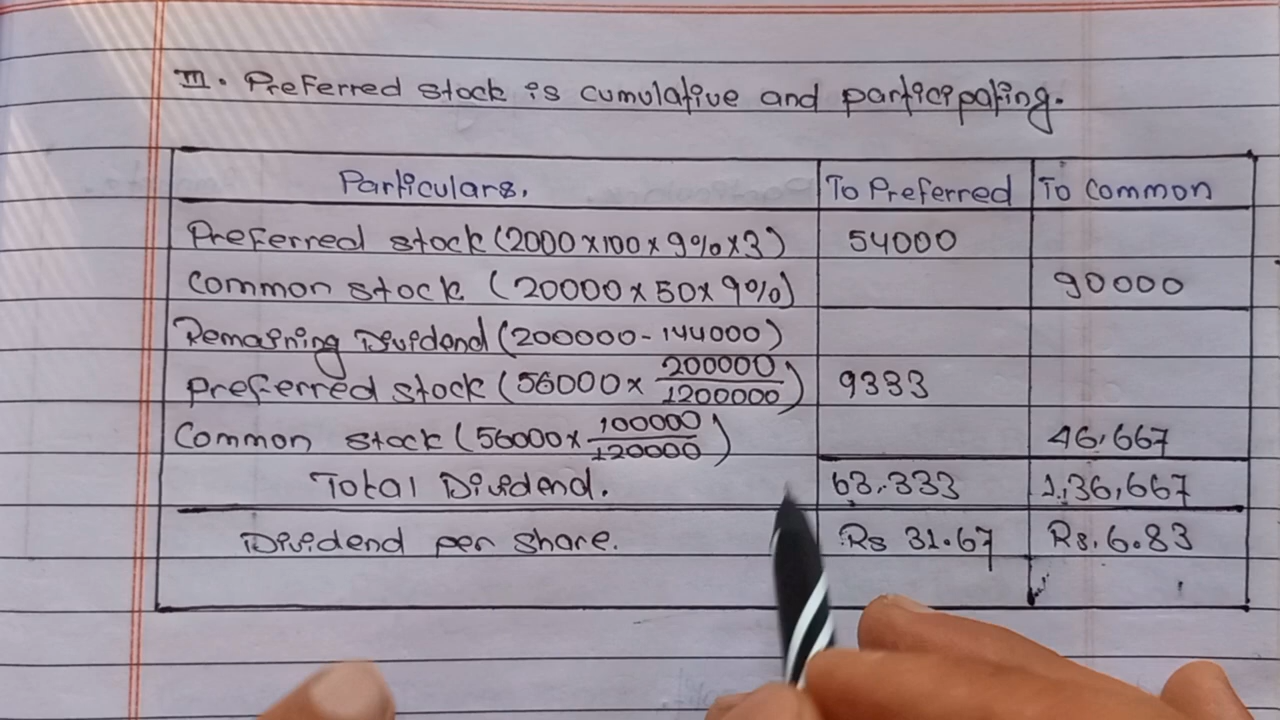 III. Preferred stock is cumulative and participating.
Particulars. To Preferred To Common
Preferred stock (2000 x 100 x 9% x 3) 54000
Common stock (20000 x 50 x 9%) 90000
Remaining Dividend (200000 - 144000)
Preferred stock (56000 x 200000/1200000) 9333
Common stock (56000 x 100000/120000) 46,667
Total Dividend. 63,333 1,36,667
Dividend per share. Rs 31.67 Rs. 6.83